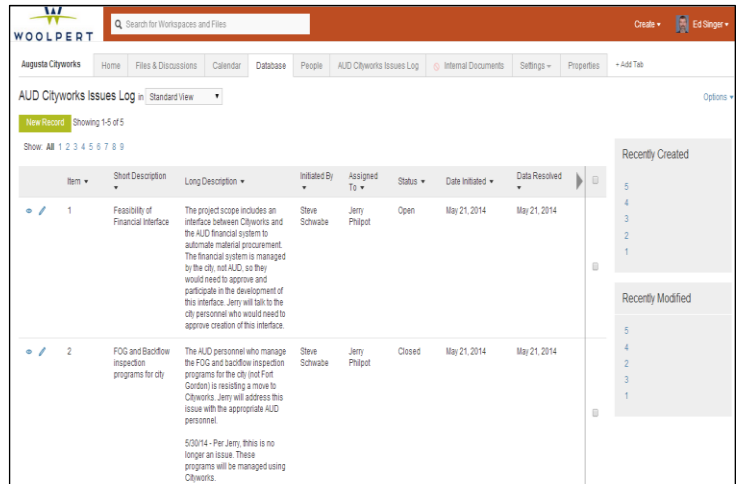 WOOLPERT
Search for Workspaces and Files
Create
Ed Singer
Augusta Cityworks
Home
Files & Discussions
Calendar
Database
People
AUD Cityworks Issues Log
Internal Documents
Settings
Properties
+ Add Tab
AUD Cityworks Issues Log in Standard View
Options
New Record Showing 1-5 of 5
Show: All 1 2 3 4 5 6 7 8 9
Item
Short Description
Long Description
Initiated By
Assigned To
Status
Date Initiated
Data Resolved
1
Feasibility of
Financial Interface
The project scope includes an
interface between Cityworks and
the AUD financial system to
automate material procurement.
The financial system is managed
by the city, not AUD, so they
would need to approve and
participate in the development of
this interface. Jerry will talk to the
city personnel who would need to
approve creation of this interface.
Steve
Schwabe
Jerry
Philpot
Open
May 21, 2014
May 21, 2014
2
FOG and Backflow
inspection
programs for city
The AUD personnel who manage
the FOG and backflow inspection
programs for the city (not Fort
Gordon) is resisting a move to
Cityworks. Jerry will address this
issue with the appropriate AUD
personnel.
5/30/14 - Per Jerry, thhis is no
longer an issue. These
programs will be managed using
Cityworks.
Steve
Schwabe
Jerry
Philpot
Closed
May 21, 2014
May 21, 2014
Recently Created
5
4
3
2
1
Recently Modified
5
4
2
3
1